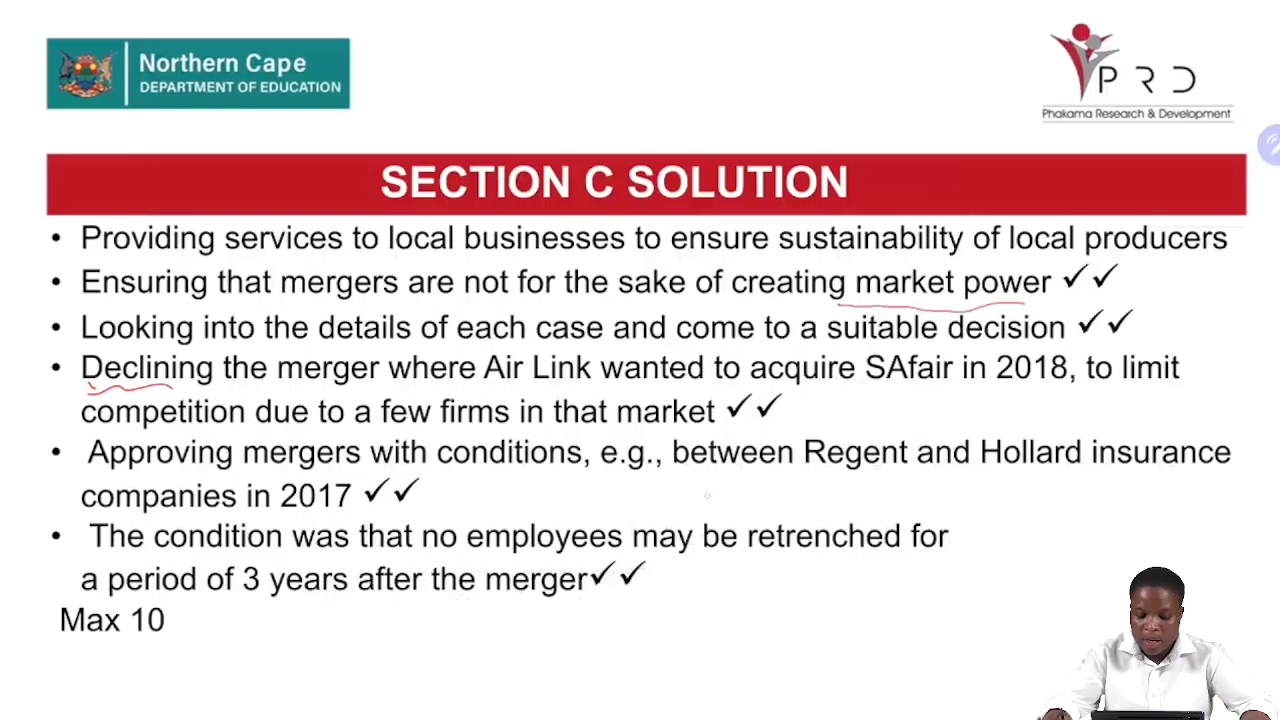 Northern Cape
DEPARTMENT OF EDUCATION
PRD
Phakama Research & Development
SECTION C SOLUTION
• Providing services to local businesses to ensure sustainability of local producers
• Ensuring that mergers are not for the sake of creating market power ✓✓
• Looking into the details of each case and come to a suitable decision ✓✓
• Declining the merger where Air Link wanted to acquire SAfair in 2018, to limit
competition due to a few firms in that market ✓✓
• Approving mergers with conditions, e.g., between Regent and Hollard insurance
companies in 2017 ✓✓
• The condition was that no employees may be retrenched for
a period of 3 years after the merger✓✓
Max 10